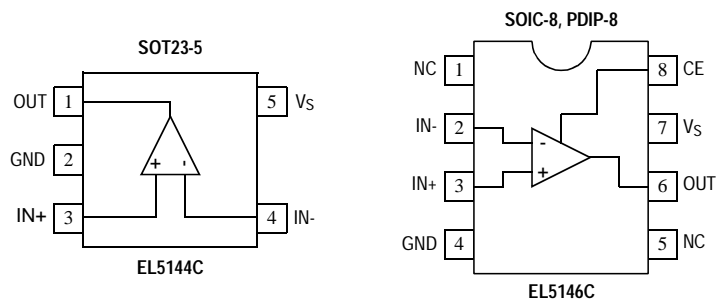 SOT23-5
OUT 1
5 VS
GND 2
+ -
IN+ 3
4 IN-
EL5144C
SOIC-8, PDIP-8
NC 1
8 CE
IN- 2
-
7 VS
IN+ 3
+
6 OUT
GND 4
5 NC
EL5146C